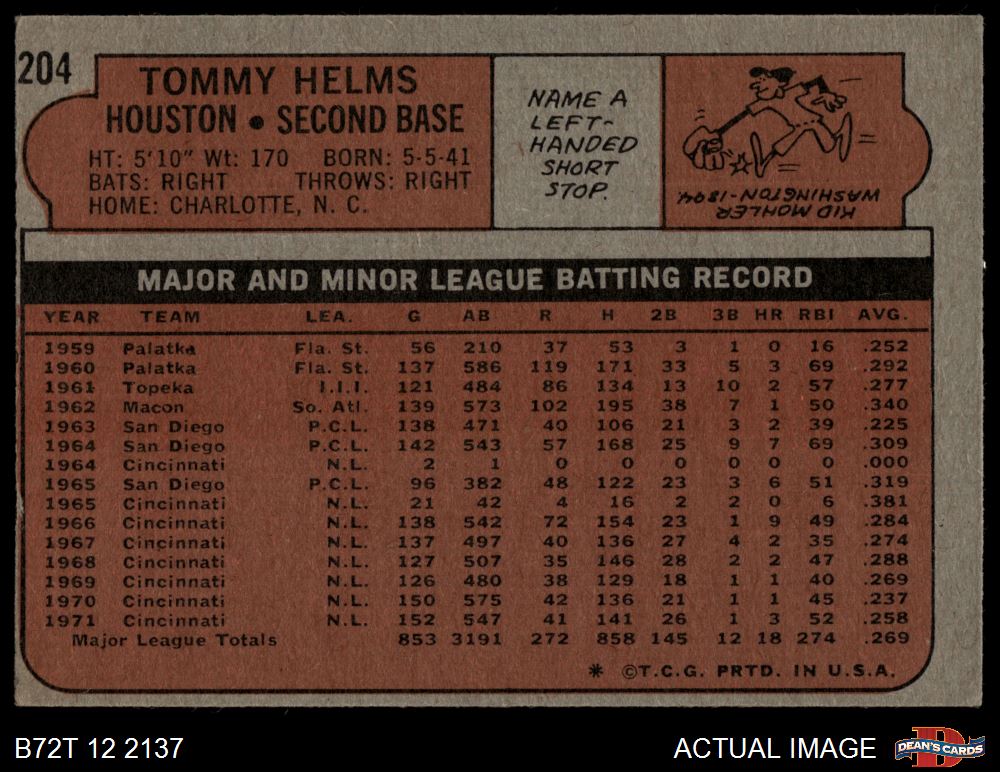 204
TOMMY HELMS
HOUSTON • SECOND BASE
HT: 5'10" Wt: 170 BORN: 5-5-41
BATS: RIGHT THROWS: RIGHT
HOME: CHARLOTTE, N. C.
NAME A
LEFT-
HANDED
SHORT
STOP.
KID MOHLER
WASHINGTON-1894
MAJOR AND MINOR LEAGUE BATTING RECORD
YEAR TEAM LEA. G AB R H 2B 3B HR RBI AVG.
1959 Palatka Fla. St. 56 210 37 53 3 1 0 16 .252
1960 Palatka Fla. St. 137 586 119 171 33 5 3 69 .292
1961 Topeka I.I.I. 121 484 86 134 13 10 2 57 .277
1962 Macon So. Atl. 139 573 102 195 38 7 1 50 .340
1963 San Diego P.C.L. 138 471 40 106 21 3 2 39 .225
1964 San Diego P.C.L. 142 543 57 168 25 9 7 69 .309
1964 Cincinnati N.L. 2 1 0 0 0 0 0 0 .000
1965 San Diego P.C.L. 96 382 48 122 23 3 6 51 .319
1965 Cincinnati N.L. 21 42 4 16 2 2 0 6 .381
1966 Cincinnati N.L. 138 542 72 154 23 1 9 49 .284
1967 Cincinnati N.L. 137 497 40 136 27 4 2 35 .274
1968 Cincinnati N.L. 127 507 35 146 28 2 2 47 .288
1969 Cincinnati N.L. 126 480 38 129 18 1 1 40 .269
1970 Cincinnati N.L. 150 575 42 136 21 1 1 45 .237
1971 Cincinnati N.L. 152 547 41 141 26 1 3 52 .258
Major League Totals 853 3191 272 858 145 12 18 274 .269
* ©T.C.G. PRTD. IN U.S.A.
B72T 12 2137
ACTUAL IMAGE
DEAN'S CARDS